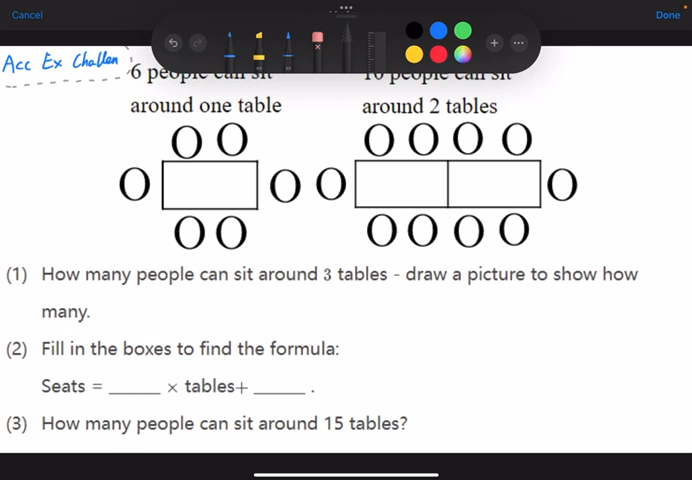 Cancel
Done
Acc Ex Challen
6 people can sit
around one table
10 people can sit
around 2 tables
(1) How many people can sit around 3 tables - draw a picture to show how
many.
(2) Fill in the boxes to find the formula:
Seats = ______ × tables+ ______ .
(3) How many people can sit around 15 tables?